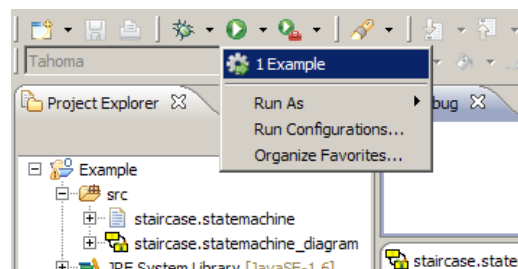 Tahoma
1 Example
Project Explorer
bug
Run As
Run Configurations...
Organize Favorites...
Example
src
staircase.statemachine
staircase.statemachine_diagram
JRE System Library [JavaSE-1.6]
staircase.state